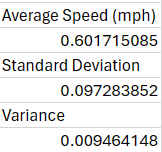 Average Speed (mph)
0.601715085
Standard Deviation
0.097283852
Variance
0.009464148